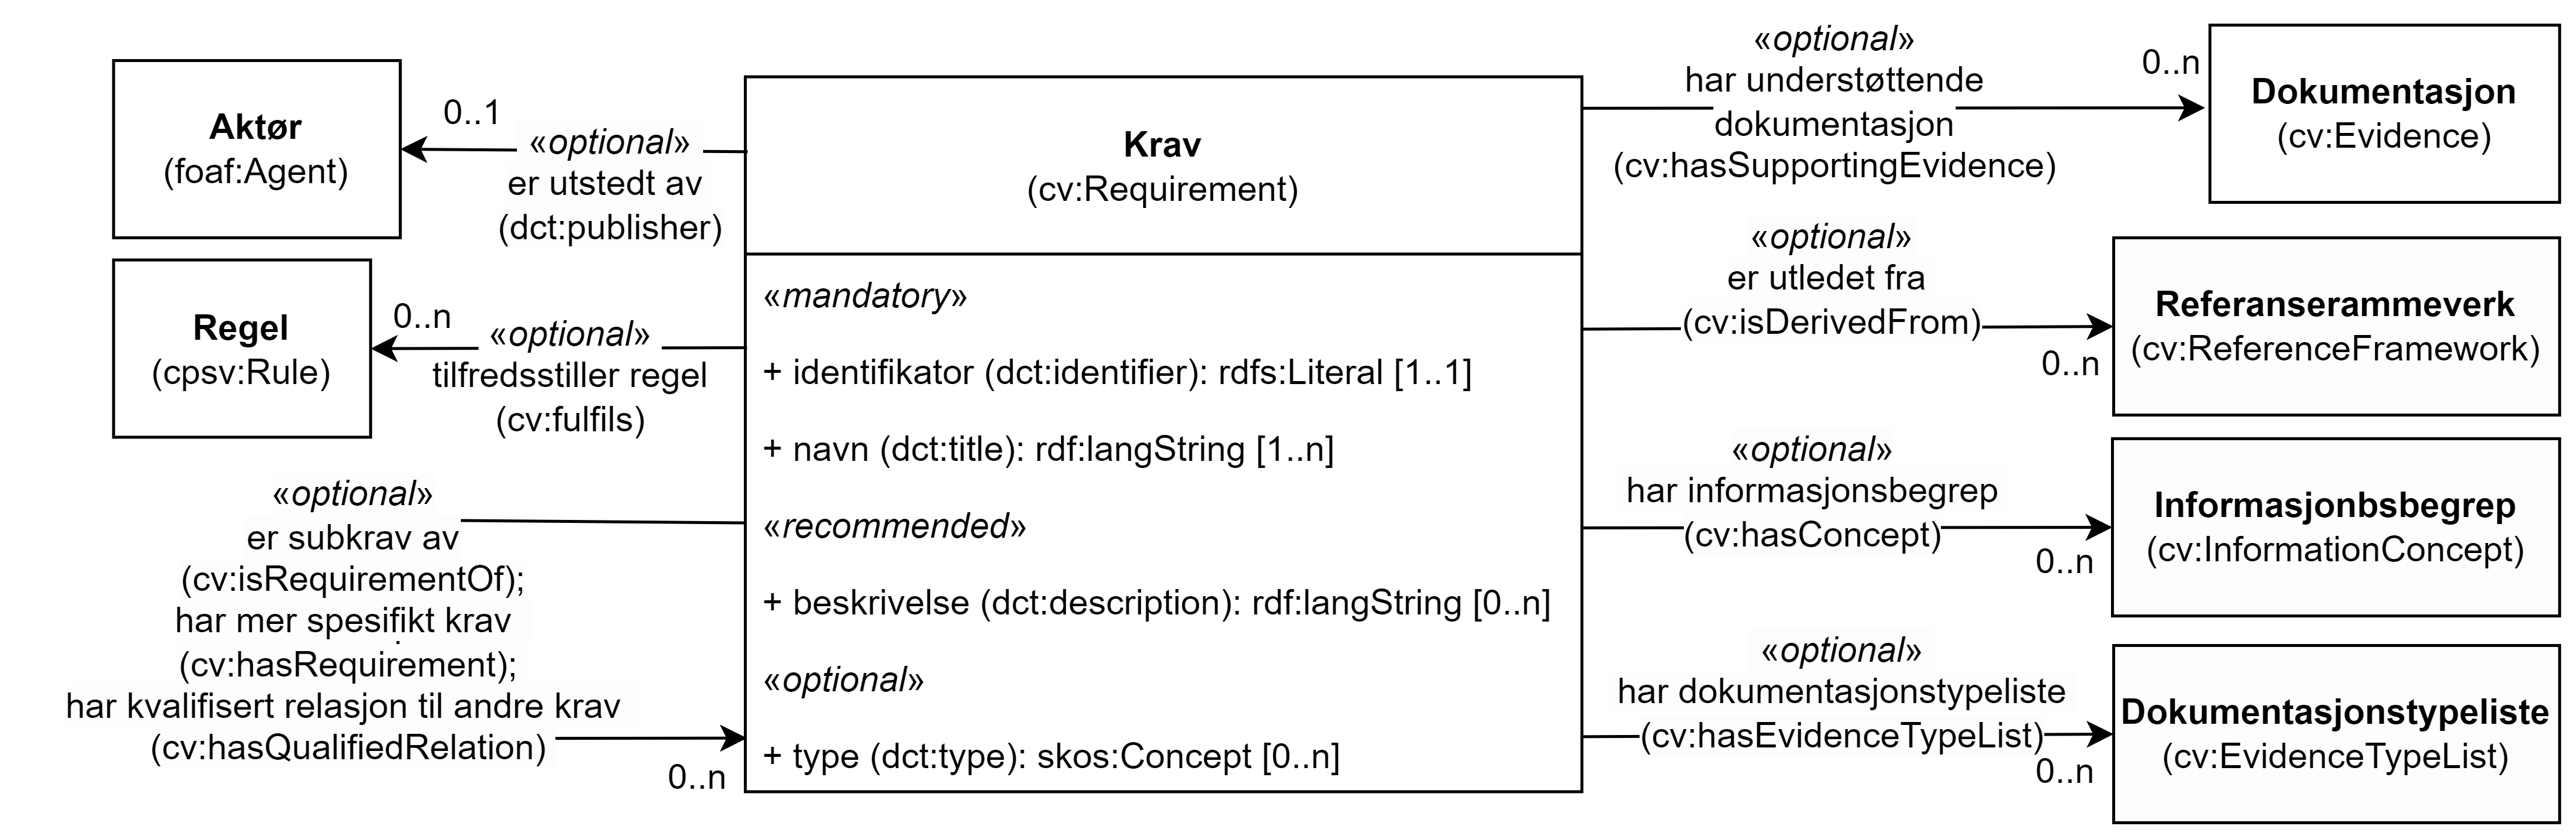 Aktør
(foaf:Agent)
0..1
«optional»
er utstedt av
(dct:publisher)
Regel
(cpsv:Rule)
0..n
«optional»
tilfredsstiller regel
(cv:fulfils)
«optional»
er subkrav av
(cv:isRequirementOf);
har mer spesifikt krav
(cv:hasRequirement);
har kvalifisert relasjon til andre krav
(cv:hasQualifiedRelation)
0..n
Krav
(cv:Requirement)
«mandatory»
+ identifikator (dct:identifier): rdfs:Literal [1..1]
+ navn (dct:title): rdf:langString [1..n]
«recommended»
+ beskrivelse (dct:description): rdf:langString [0..n]
«optional»
+ type (dct:type): skos:Concept [0..n]
«optional»
har understøttende
dokumentasjon
(cv:hasSupportingEvidence)
0..n
Dokumentasjon
(cv:Evidence)
«optional»
er utledet fra
(cv:isDerivedFrom)
0..n
Referanserammeverk
(cv:ReferenceFramework)
«optional»
har informasjonsbegrep
(cv:hasConcept)
0..n
Informasjonbsbegrep
(cv:InformationConcept)
«optional»
har dokumentasjonstypeliste
(cv:hasEvidenceTypeList)
0..n
Dokumentasjonstypeliste
(cv:EvidenceTypeList)